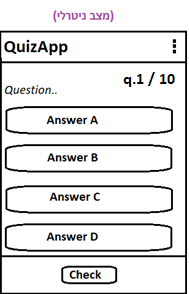 (מצב ניטרלי)
QuizApp
q.1 / 10
Question..
Answer A
Answer B
Answer C
Answer D
Check